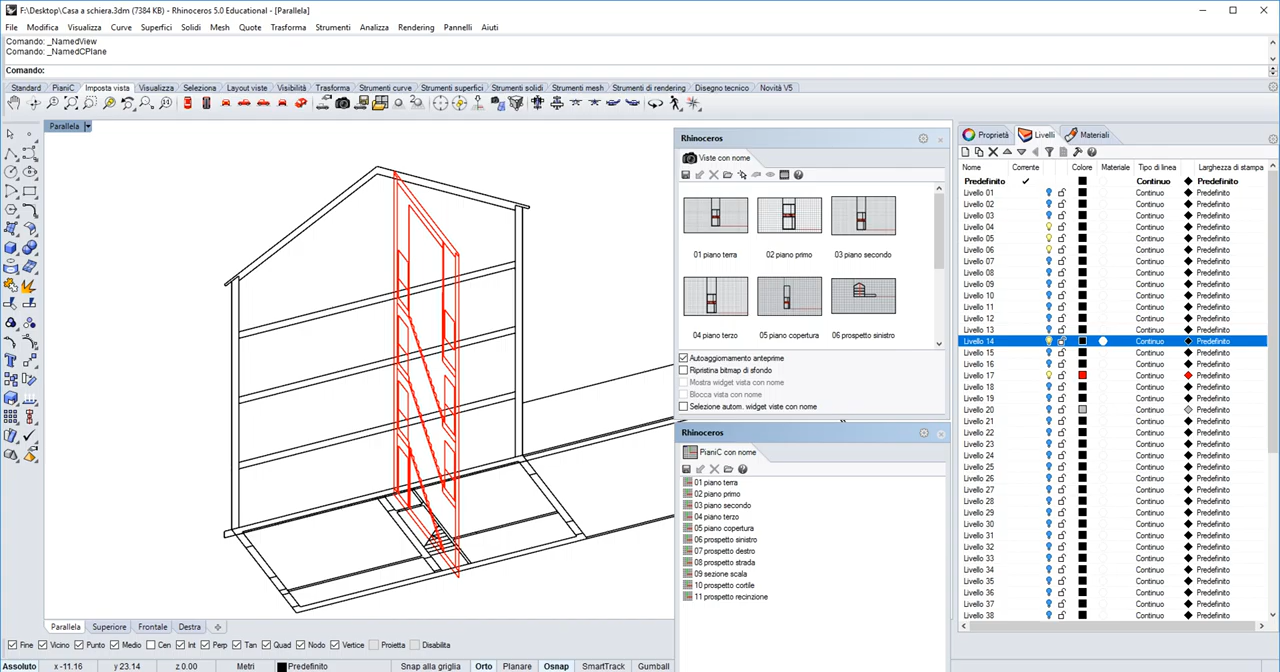 F:\Desktop\Casa a schiera.3dm (7384 KB) - Rhinoceros 5.0 Educational - [Parallela]
File Modifica Visualizza Curve Superfici Solidi Mesh Quote Trasforma Strumenti Analizza Rendering Pannelli Aiuti
Comando: _NamedView
Comando: _NamedCPlane
Comando:
Standard PianiC Imposta vista Visualizza Seleziona Layout viste Visibilità Trasforma Strumenti curve Strumenti superfici Strumenti solidi Strumenti mesh Strumenti di rendering Disegno tecnico Novità V5
Parallela
Rhinoceros
Viste con nome
01 piano terra 02 piano primo 03 piano secondo
04 piano terzo 05 piano copertura 06 prospetto sinistro
Autoaggiornamento anteprime
Ripristina bitmap di sfondo
Mostra widget vista con nome
Blocca vista con nome
Selezione autom. widget viste con nome
Rhinoceros
PianiC con nome
01 piano terra
02 piano primo
03 piano secondo
04 piano terzo
05 piano copertura
06 prospetto sinistro
07 prospetto destro
08 prospetto strada
09 sezione scala
10 prospetto cortile
11 prospetto recinzione
Proprietà Livelli Materiali
Nome Corrente Colore Materiale Tipo di linea Larghezza di stampa
Predefinito Continuo Predefinito
Livello 01 Continuo Predefinito
Livello 02 Continuo Predefinito
Livello 03 Continuo Predefinito
Livello 04 Continuo Predefinito
Livello 05 Continuo Predefinito
Livello 06 Continuo Predefinito
Livello 07 Continuo Predefinito
Livello 08 Continuo Predefinito
Livello 09 Continuo Predefinito
Livello 10 Continuo Predefinito
Livello 11 Continuo Predefinito
Livello 12 Continuo Predefinito
Livello 13 Continuo Predefinito
Livello 14 Continuo Predefinito
Livello 15 Continuo Predefinito
Livello 16 Continuo Predefinito
Livello 17 Continuo Predefinito
Livello 18 Continuo Predefinito
Livello 19 Continuo Predefinito
Livello 20 Continuo Predefinito
Livello 21 Continuo Predefinito
Livello 22 Continuo Predefinito
Livello 23 Continuo Predefinito
Livello 24 Continuo Predefinito
Livello 25 Continuo Predefinito
Livello 26 Continuo Predefinito
Livello 27 Continuo Predefinito
Livello 28 Continuo Predefinito
Livello 29 Continuo Predefinito
Livello 30 Continuo Predefinito
Livello 31 Continuo Predefinito
Livello 32 Continuo Predefinito
Livello 33 Continuo Predefinito
Livello 34 Continuo Predefinito
Livello 35 Continuo Predefinito
Livello 36 Continuo Predefinito
Livello 37 Continuo Predefinito
Livello 38 Continuo Predefinito
Parallela Superiore Frontale Destra
Fine Vicino Punto Medio Cen Int Perp Tan Quad Nodo Vertice Proietta Disabilita
Assoluto x -11.16 y 23.14 z 0.00 Metri Predefinito Snap alla griglia Orto Planare Osnap SmartTrack Gumball